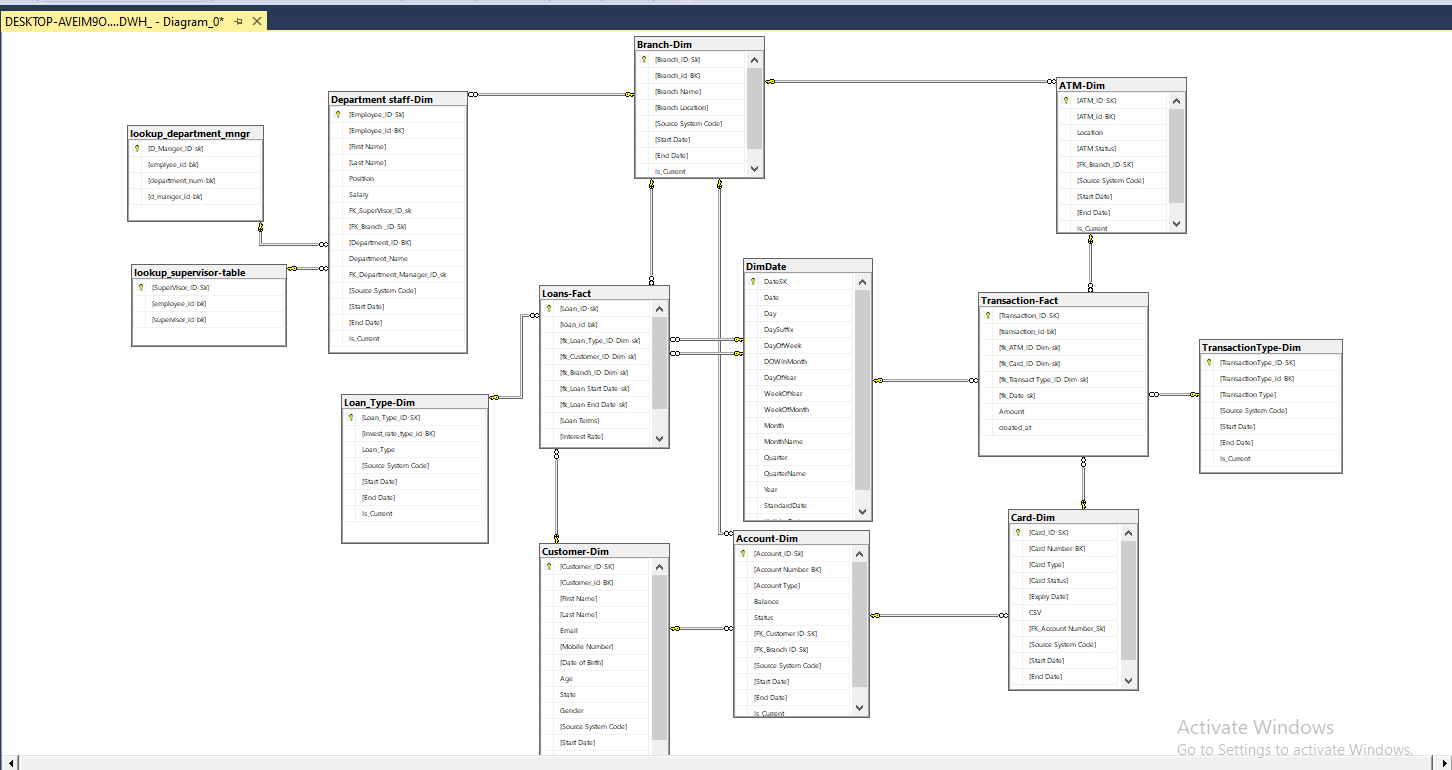 DESKTOP-AVEIM9O....DWH_ - Diagram_0*
Branch-Dim
[Branch_ID Sk]
[Branch_id BK]
[Branch Name]
[Branch Location]
[Source System Code]
[Start Date]
[End Date]
Is_Current
ATM-Dim
[ATM_ID SK]
[ATM_id BK]
Location
[ATM Status]
[FK_Branch_ID SK]
[Source System Code]
[Start Date]
[End Date]
Is_Current
Department staff-Dim
[Employee_ID Sk]
[Employee_id BK]
[First Name]
[Last Name]
Position
Salary
FK_SuperVisor_ID_sk
[FK_Branch _ID Sk]
[Department_ID BK]
Department_Name
FK_Department_Manager_ID_sk
[Source System Code]
[Start Date]
[End Date]
Is_Current
lookup_department_mngr
[D_Manger_ID sk]
[emplyee_id bk]
[department_num bk]
[d_manger_id bk]
lookup_supervisor-table
[SuperVisor_ID Sk]
[employee_id bk]
[supervisor_id bk]
DimDate
DateSK
Date
Day
DaySuffix
DayOfWeek
DOWInMonth
DayOfYear
WeekOfYear
WeekOfMonth
Month
MonthName
Quarter
QuarterName
Year
StandardDate
Loans-Fact
[Loan_ID sk]
[loan_id bk]
[fk_Loan_Type_ID Dim sk]
[fk_Customer_ID Dim sk]
[fk_Branch_ID Dim sk]
[fk_Loan Start Date sk]
[fk_Loan End Date sk]
[Loan Terms]
[Interest Rate]
Transaction-Fact
[Transaction_ID SK]
[transaction_id bk]
[fk_ATM_ID Dim sk]
[fk_Card_ID Dim sk]
[fk_Transact Type_ID Dim sk]
[fk_Date sk]
Amount
created_at
TransactionType-Dim
[TransactionType_ID SK]
[TransactionType_id BK]
[Transaction Type]
[Source System Code]
[Start Date]
[End Date]
Is_Current
Loan_Type-Dim
[Loan_Type_ID SK]
[invest_rate_type_id BK]
Loan_Type
[Source System Code]
[Start Date]
[End Date]
Is_Current
Customer-Dim
[Customer_ID SK]
[Customer_id BK]
[First Name]
[Last Name]
Email
[Mobile Number]
[Date of Birth]
Age
State
Gender
[Source System Code]
[Start Date]
Account-Dim
[Account_ID Sk]
[Account Number BK]
[Account Type]
Balance
Status
[FK_Customer ID SK]
[FK_Branch ID Sk]
[Source System Code]
[Start Date]
[End Date]
Is_Current
Card-Dim
[Card_ID SK]
[Card Number BK]
[Card Type]
[Card Status]
[Expiry Date]
CSV
[FK_Account Number_Sk]
[Source System Code]
[Start Date]
[End Date]
Activate Windows
Go to Settings to activate Windows.